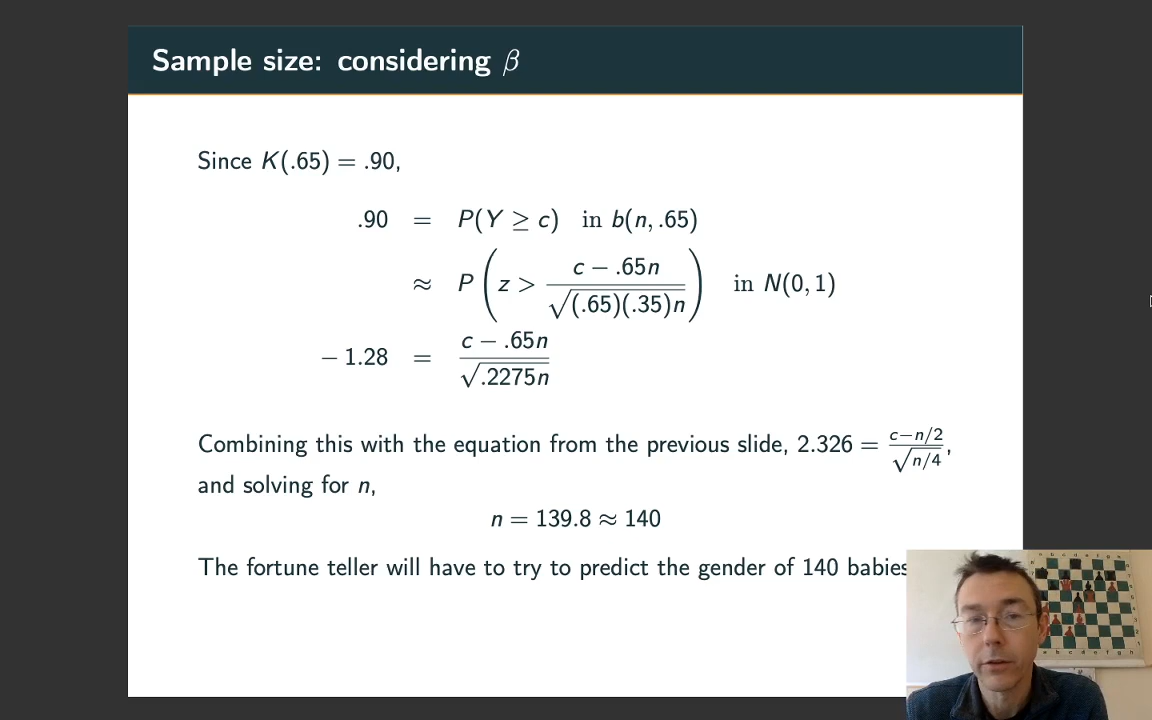 Sample size: considering β
Since K(.65) = .90,
.90 = P(Y ≥ c) in b(n, .65)
≈ P(z > (c − .65n)/√((.65)(.35)n)) in N(0, 1)
− 1.28 = (c − .65n)/√(.2275n)
Combining this with the equation from the previous slide, 2.326 = (c−n/2)/√(n/4),
and solving for n,
n = 139.8 ≈ 140
The fortune teller will have to try to predict the gender of 140 babies